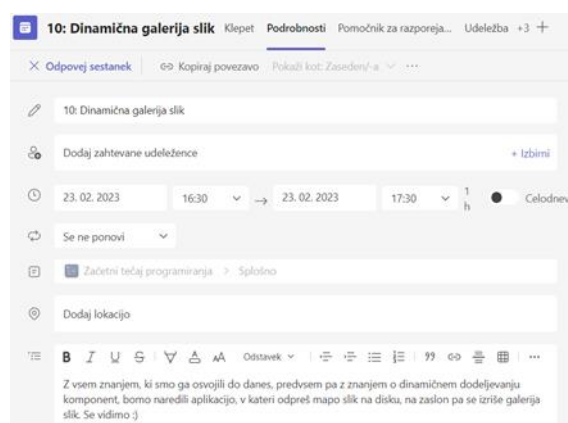 10: Dinamična galerija slik Klepet Podrobnosti Pomočnik za razporeja... Udeležba +3 +
× Odpovej sestanek Kopiraj povezavo Pokaži kot: Zaseden/-a ...
10: Dinamična galerija slik
Dodaj zahtevane udeležence + Izbirni
23. 02. 2023 16:30 → 23. 02. 2023 17:30 1 h Celodnev
Se ne ponovi
Začetni tečaj programiranja > Splošno
Dodaj lokacijo
B I U S A AA Odstavek 99 ...
Z vsem znanjem, ki smo ga osvojili do danes, predvsem pa z znanjem o dinamičnem dodeljevanju
komponent, bomo naredili aplikacijo, v kateri odpreš mapo slik na disku, na zaslon pa se izriše galerija
slik. Se vidimo :)